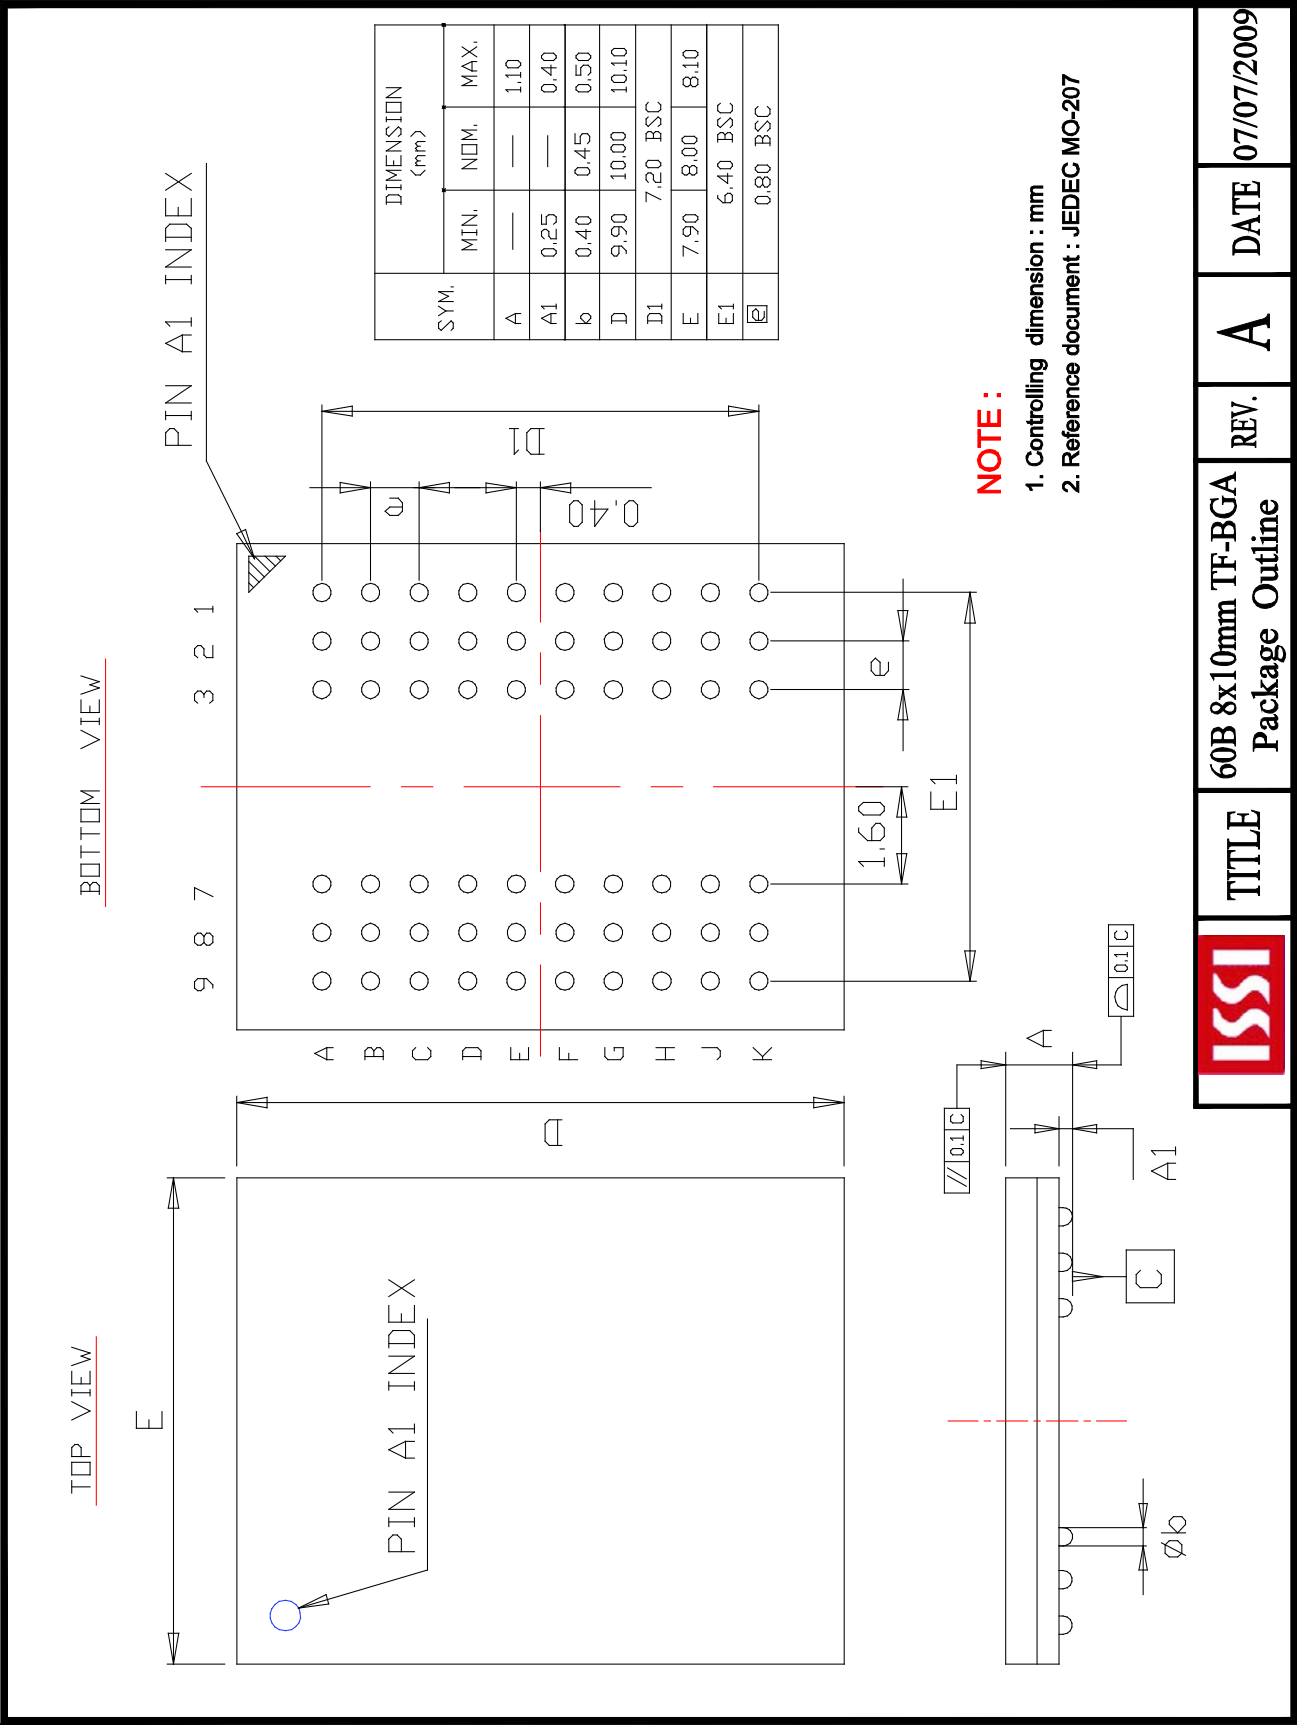 TOP VIEW
E
PIN A1 INDEX
D
BOTTOM VIEW
9 8 7 3 2 1
PIN A1 INDEX
A
B
C
D
E
F
G
H
J
K
e
D1
0.40
1.60
e
E1
SYM. DIMENSION (mm)
MIN. NOM. MAX.
A — — 1.10
A1 0.25 — 0.40
b 0.40 0.45 0.50
D 9.90 10.00 10.10
D1 7.20 BSC
E 7.90 8.00 8.10
E1 6.40 BSC
e 0.80 BSC
// 0.1 C
A
⌓ 0.1 C
A1
C
Øb
NOTE :
1. Controlling dimension : mm
2. Reference document : JEDEC MO-207
ISSI
TITLE
60B 8x10mm TF-BGA
Package Outline
REV.
A
DATE
07/07/2009